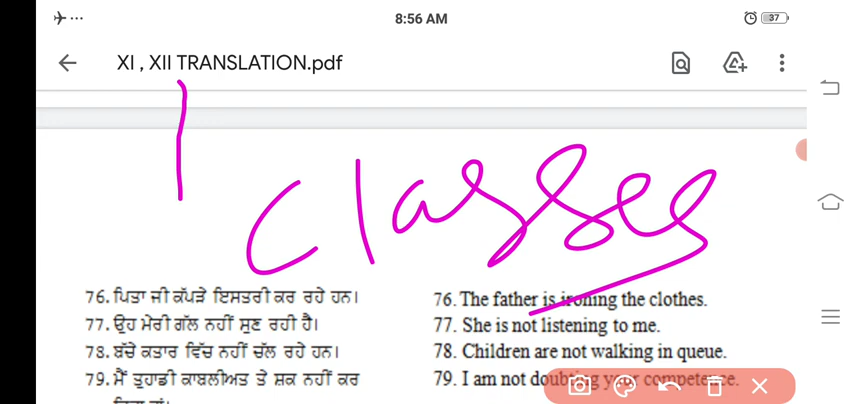 8:56 AM
37
XI , XII TRANSLATION.pdf
classes
76. ਪਿਤਾ ਜੀ ਕੱਪੜੇ ਇਸਤਰੀ ਕਰ ਰਹੇ ਹਨ।
77. ਉਹ ਮੇਰੀ ਗੱਲ ਨਹੀਂ ਸੁਣ ਰਹੀ ਹੈ।
78. ਬੱਚੇ ਕਤਾਰ ਵਿੱਚ ਨਹੀਂ ਚੱਲ ਰਹੇ ਹਨ।
79. ਮੈਂ ਤੁਹਾਡੀ ਕਾਬਲੀਅਤ ਤੇ ਸ਼ਕ ਨਹੀਂ ਕਰ
76. The father is ironing the clothes.
77. She is not listening to me.
78. Children are not walking in queue.
79. I am not doubting your competence.